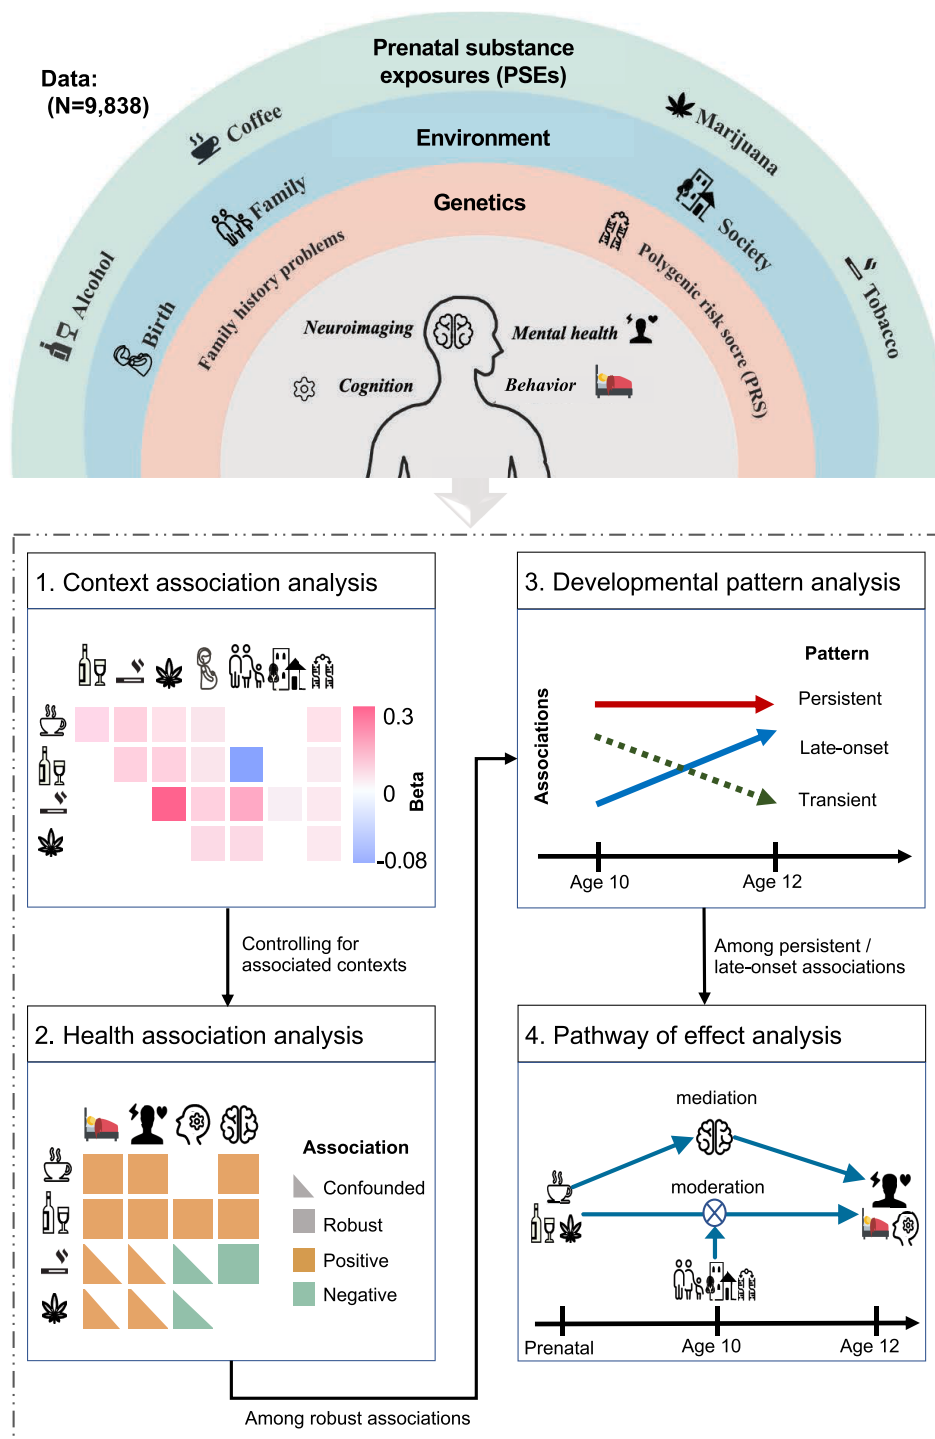 Prenatal substance
exposures (PSEs)
Data:
(N=9,838)
Coffee
Marijuana
Environment
Family
Society
Genetics
Alcohol
Tobacco
Birth
Family history problems
Polygenic risk socre (PRS)
Neuroimaging
Mental health
Cognition
Behavior
1. Context association analysis
0.3
0
-0.08
Beta
Controlling for
associated contexts
2. Health association analysis
Association
Confounded
Robust
Positive
Negative
Among robust associations
3. Developmental pattern analysis
Pattern
Associations
Persistent
Late-onset
Transient
Age 10
Age 12
Among persistent /
late-onset associations
4. Pathway of effect analysis
mediation
moderation
Prenatal
Age 10
Age 12